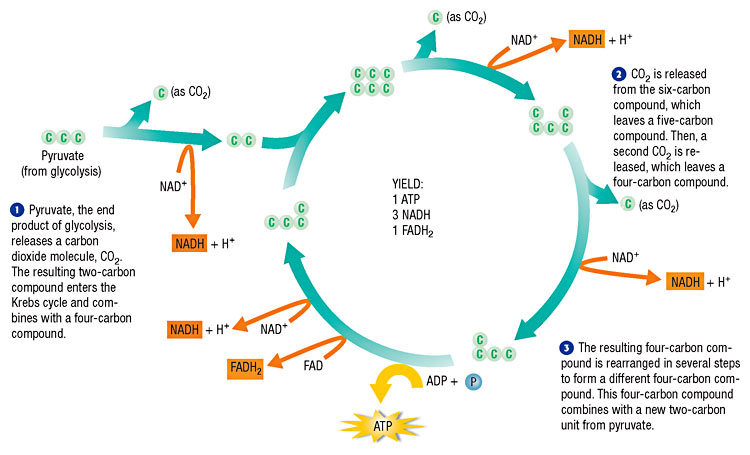 C (as CO₂)
NAD⁺
NADH + H⁺
C C C
C C C
C (as CO₂)
C C C
Pyruvate
(from glycolysis)
C C
NAD⁺
NADH + H⁺
1 Pyruvate, the end
product of glycolysis,
releases a carbon
dioxide molecule, CO₂.
The resulting two-carbon
compound enters the
Krebs cycle and com-
bines with a four-carbon
compound.
2 CO₂ is released
from the six-carbon
compound, which
leaves a five-carbon
compound. Then, a
second CO₂ is re-
leased, which leaves a
four-carbon compound.
C C
C C C
YIELD:
1 ATP
3 NADH
1 FADH₂
C (as CO₂)
C
C C C
NAD⁺
NADH + H⁺
NADH + H⁺
NAD⁺
FADH₂
FAD
C
C C C
ADP + P
ATP
3 The resulting four-carbon com-
pound is rearranged in several steps
to form a different four-carbon com-
pound. This four-carbon compound
combines with a new two-carbon
unit from pyruvate.